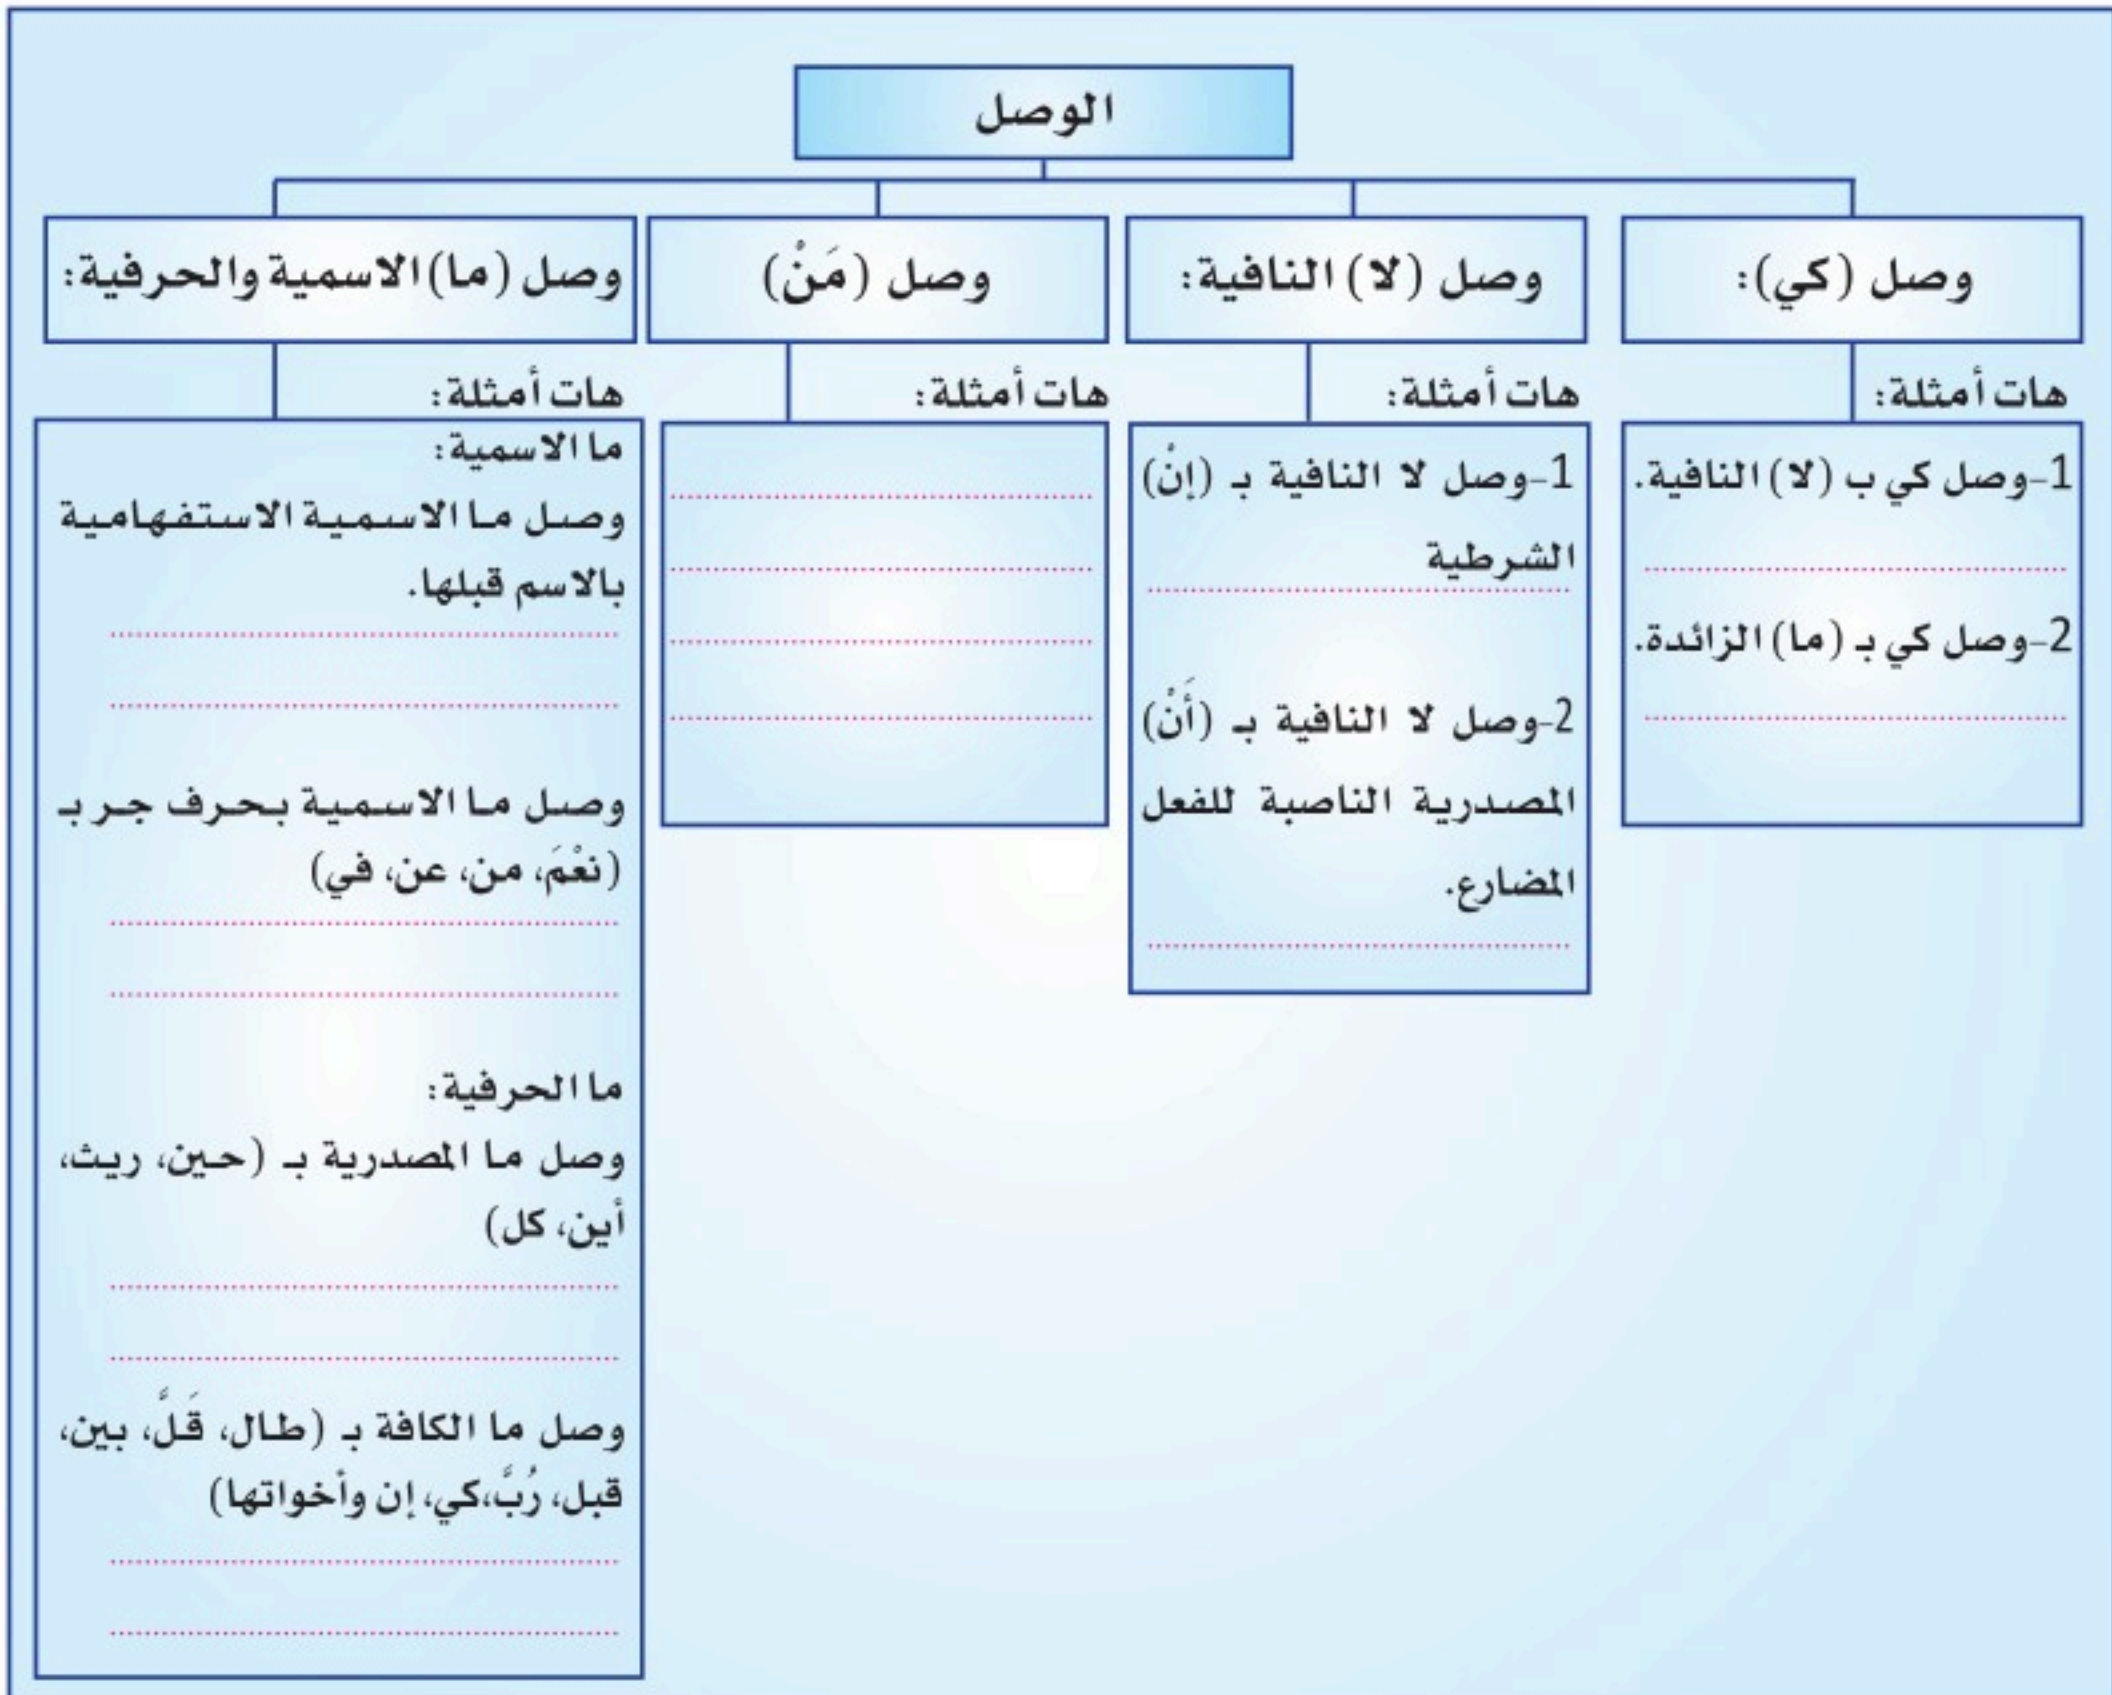 الوصل
وصل (كي):
هات أمثلة:
1-وصل كي ب (لا) النافية.
2-وصل كي بـ (ما) الزائدة.
وصل (لا) النافية:
هات أمثلة:
1-وصل لا النافية بـ (إنْ)
الشرطية
2-وصل لا النافية بـ (أَنْ)
المصدرية الناصبة للفعل
المضارع.
وصل (مَنْ)
هات أمثلة:
وصل (ما) الاسمية والحرفية:
هات أمثلة:
ما الاسمية:
وصل ما الاسمية الاستفهامية
بالاسم قبلها.
وصل ما الاسمية بحرف جر بـ
(نعْمَ، من، عن، في)
ما الحرفية:
وصل ما المصدرية بـ (حين، ريث،
أين، كل)
وصل ما الكافة بـ (طال، قَلَّ، بين،
قبل، رُبَّ،كي، إن وأخواتها)